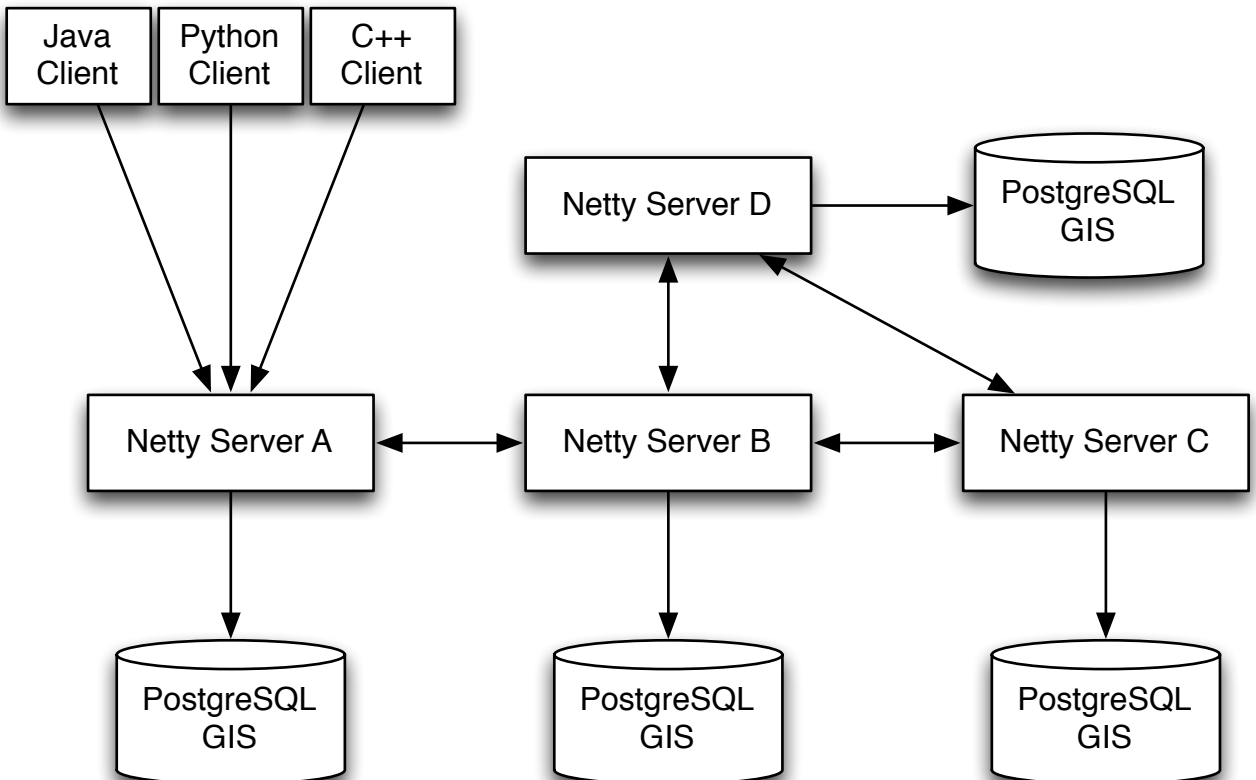 Java
Client
Python
Client
C++
Client
Netty Server D
PostgreSQL
GIS
Netty Server A
Netty Server B
Netty Server C
PostgreSQL
GIS
PostgreSQL
GIS
PostgreSQL
GIS